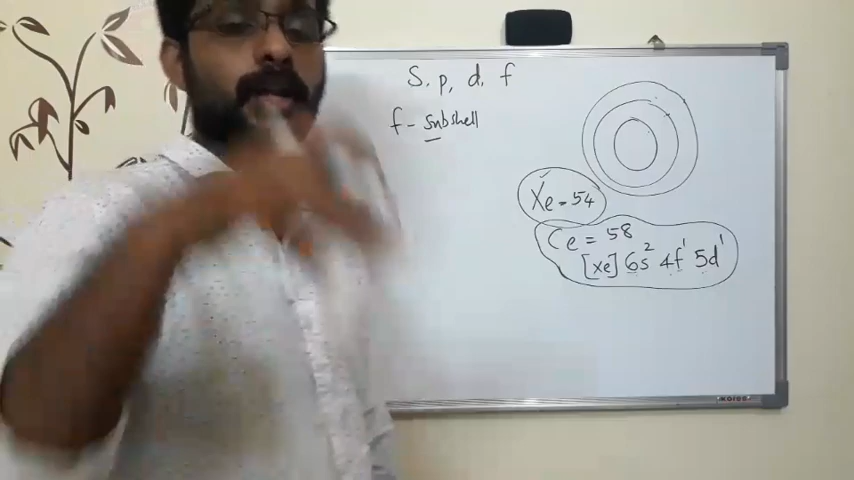 S, p, d, f
f - subshell
Xe = 54
Ce = 58
[xe] 6s² 4f¹ 5d¹